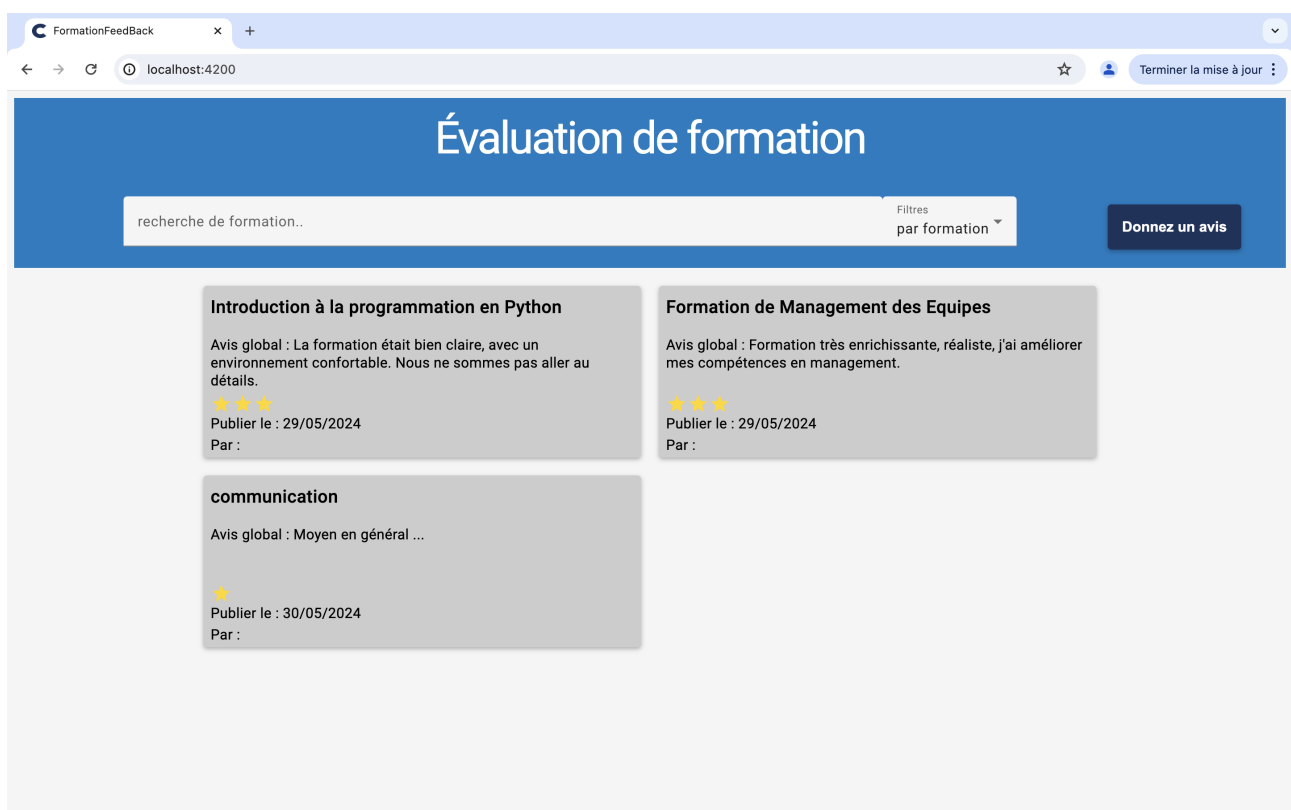 FormationFeedBack
localhost:4200
Terminer la mise à jour
Évaluation de formation
recherche de formation..
Filtres
par formation
Donnez un avis
Introduction à la programmation en Python
Avis global : La formation était bien claire, avec un
environnement confortable. Nous ne sommes pas aller au
détails.
Publier le : 29/05/2024
Par :
Formation de Management des Equipes
Avis global : Formation très enrichissante, réaliste, j'ai améliorer
mes compétences en management.
Publier le : 29/05/2024
Par :
communication
Avis global : Moyen en général ...
Publier le : 30/05/2024
Par :